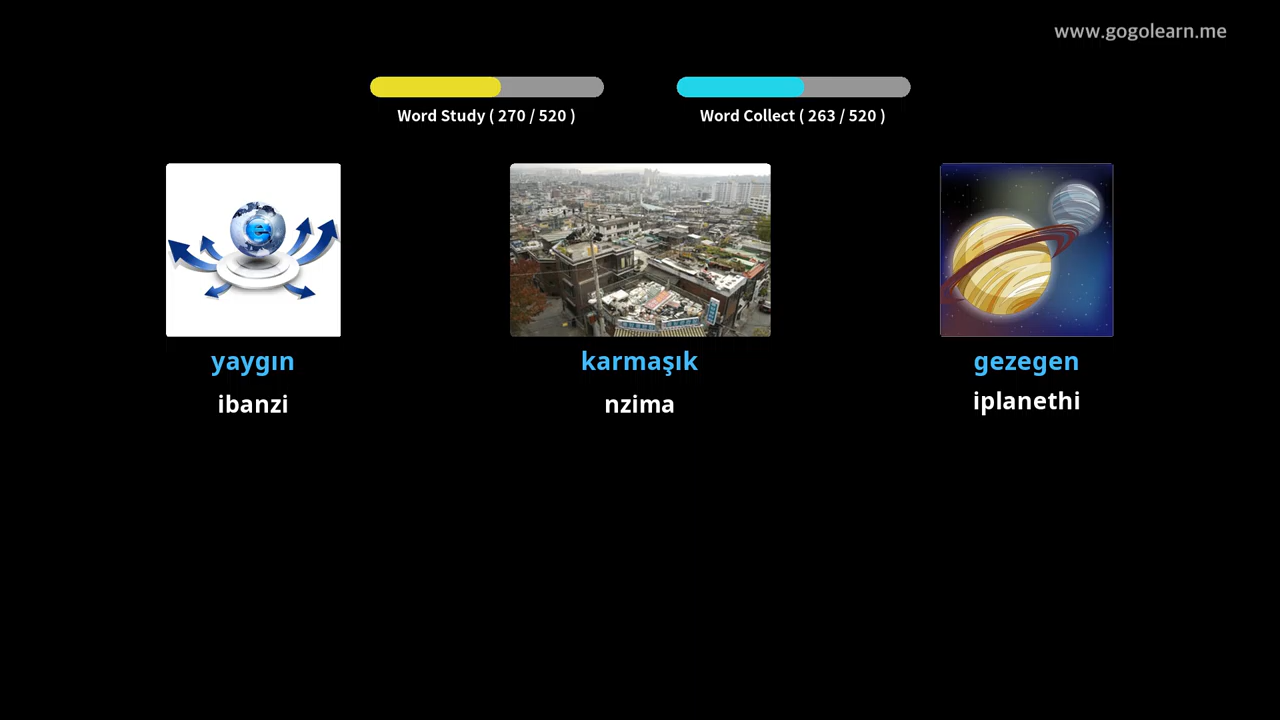 www.gogolearn.me
Word Study ( 270 / 520 )
Word Collect ( 263 / 520 )
e
yaygın
karmaşık
gezegen
ibanzi
nzima
iplanethi